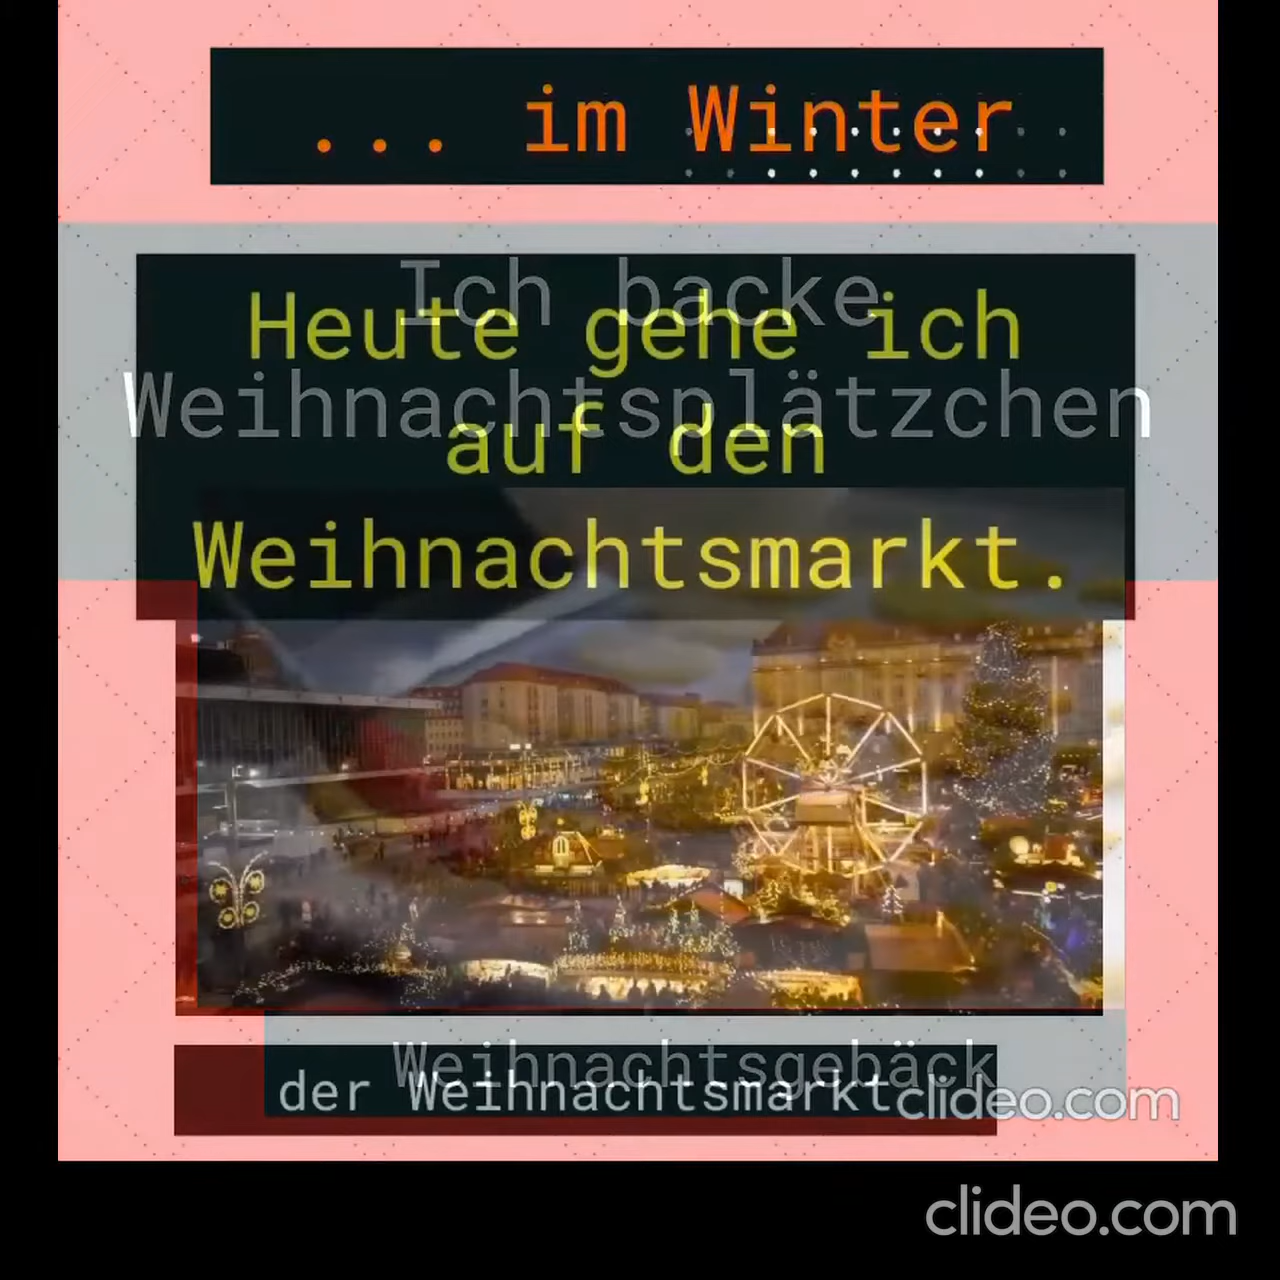 ... im Winter
Ich backe
Heute gehe ich
Weihnachtsplätzchen
auf den
Weihnachtsmarkt.
Weihnachtsgebäck
der Weihnachtsmarkt
clideo.com
clideo.com